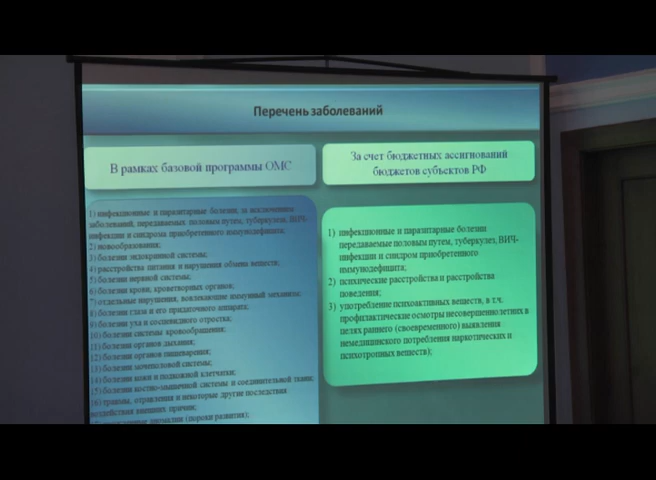 Перечень заболеваний
В рамках базовой программы ОМС
1) инфекционные и паразитарные болезни, за исключением
заболеваний, передаваемых половым путем, туберкулез, ВИЧ-
инфекции и синдрома приобретенного иммунодефицита;
2) новообразования;
3) болезни эндокринной системы;
4) расстройства питания и нарушения обмена веществ;
5) болезни нервной системы;
6) болезни крови, кроветворных органов;
7) отдельные нарушения, вовлекающие иммунный механизм;
8) болезни глаза и его придаточного аппарата;
9) болезни уха и сосцевидного отростка;
10) болезни системы кровообращения;
11) болезни органов дыхания;
12) болезни органов пищеварения;
13) болезни мочеполовой системы;
14) болезни кожи и подкожной клетчатки;
15) болезни костно-мышечной системы и соединительной ткани;
16) травмы, отравления и некоторые другие последствия
воздействия внешних причин;
аномалии (пороки развития);
За счет бюджетных ассигнований
бюджетов субъектов РФ
1) инфекционные и паразитарные болезни
передаваемые половым путем, туберкулез, ВИЧ-
инфекции и синдром приобретенного
иммунодефицита;
2) психические расстройства и расстройства
поведения;
3) употребление психоактивных веществ, в т.ч.
профилактические осмотры несовершеннолетних в
целях раннего (своевременного) выявления
немедицинского потребления наркотических и
психотропных веществ);